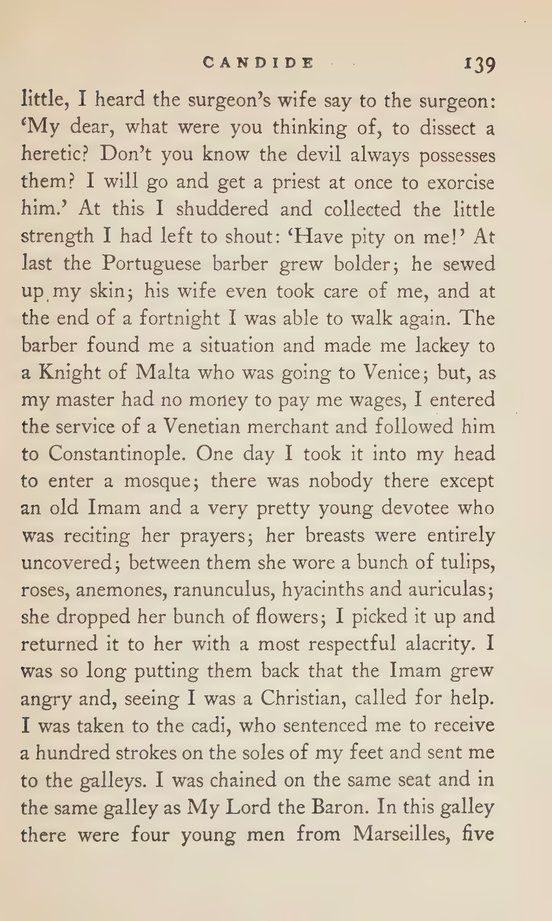 CANDIDE 139
little, I heard the surgeon’s wife say to the surgeon:
‘My dear, what were you thinking of, to dissect a
heretic? Don’t you know the devil always possesses
them? I will go and get a priest at once to exorcise
him.’ At this I shuddered and collected the little
strength I had left to shout: ‘Have pity on me!’ At
last the Portuguese barber grew bolder; he sewed
up my skin; his wife even took care of me, and at
the end of a fortnight I was able to walk again. The
barber found me a situation and made me lackey to
a Knight of Malta who was going to Venice; but, as
my master had no money to pay me wages, I entered
the service of a Venetian merchant and followed him
to Constantinople. One day I took it into my head
to enter a mosque; there was nobody there except
an old Imam and a very pretty young devotee who
was reciting her prayers; her breasts were entirely
uncovered; between them she wore a bunch of tulips,
roses, anemones, ranunculus, hyacinths and auriculas;
she dropped her bunch of flowers; I picked it up and
returned it to her with a most respectful alacrity. I
was so long putting them back that the Imam grew
angry and, seeing I was a Christian, called for help.
I was taken to the cadi, who sentenced me to receive
a hundred strokes on the soles of my feet and sent me
to the galleys. I was chained on the same seat and in
the same galley as My Lord the Baron. In this galley
there were four young men from Marseilles, five